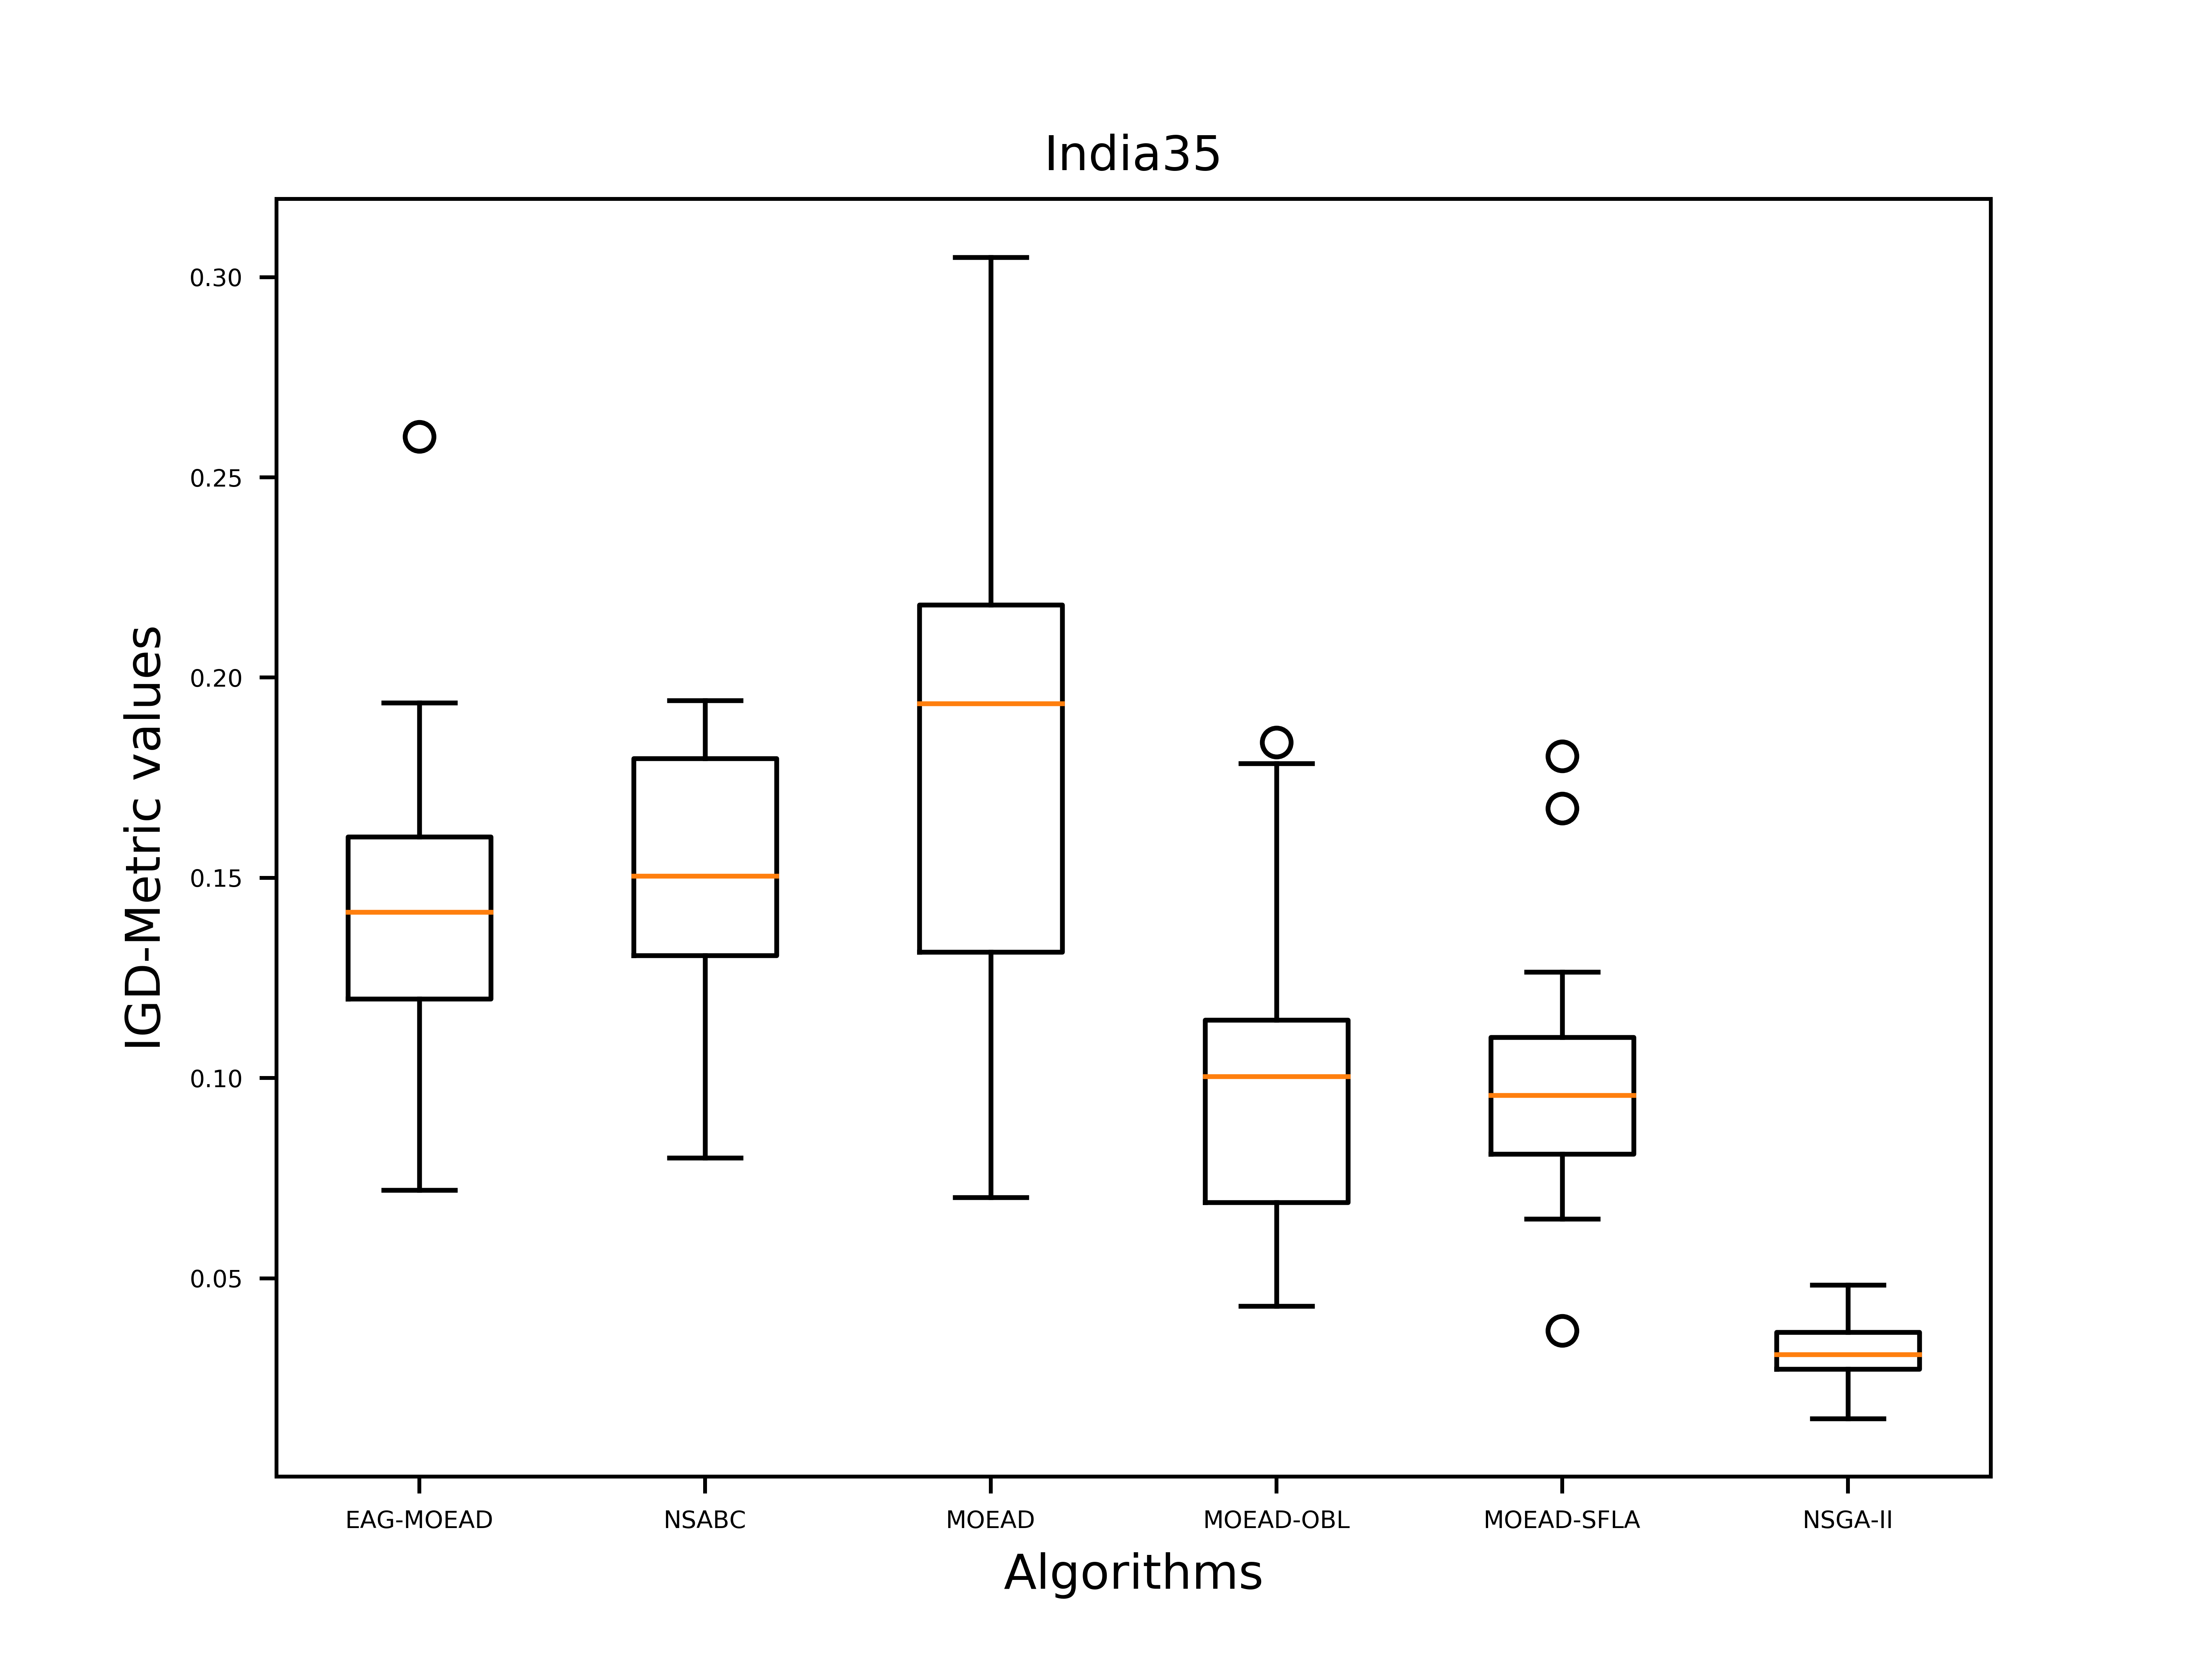 India35
IGD-Metric values
0.30
0.25
0.20
0.15
0.10
0.05
EAG-MOEAD
NSABC
MOEAD
MOEAD-OBL
MOEAD-SFLA
NSGA-II
Algorithms